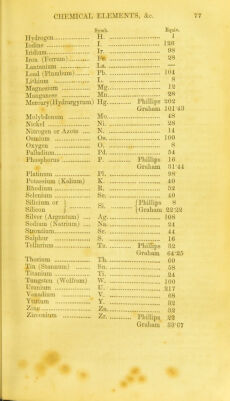 CHEMICAL ELEMENTS, &c. 77
Symb. Equiv.
Hydrogen H. 1
Iodine I. 126
Iridium Ir. 98
Iron (Ferrum) Fe. 28
Lantanium La. —
Lead (Plumbum) Pb. 104
Lithium L. 8
Magnesium Mg. 12
Manganese Mn. 28
Mercury (Hydrargyrum) Hg. Phillips 202
Graham 101·43
Molybdenum Mo. 48
Nickel Ni. 28
Nitrogen or Azote N. 14
Osmium Os. 100
Oxygen O. 8
Palladium Pd. 54
Phosphorus P. Phillips 16
Graham 31·44
Platinum Pl. 98
Potassium (Kalium) K. 40
Rhodium R. 52
Selenium Se. 40
Silicium or } Si. { Phillips 8
Silicon } { Graham 22·22
Silver (Argentum) Ag. 108
Sodium (Natrium) Na. 24
Strontium Sr. 44
Sulphur S. 16
Tellurium Te. Phillips 32
Graham 64·25
Thorium Th. 60
Tin (Stannum) Sn. 58
Titanium Ti. 24
Tungsten (Wolfram) W. 100
Uranium U. 217
Vanadium V. 68
Yttrium Y. 32
Zinc Zn. 32
Zirconium Zr. Phillips 22
Graham 33·67